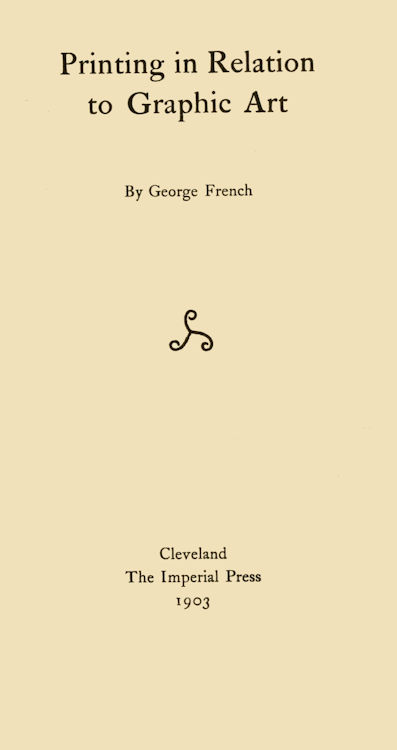 Printing in Relation
to Graphic Art
By George French
Cleveland
The Imperial Press
1903